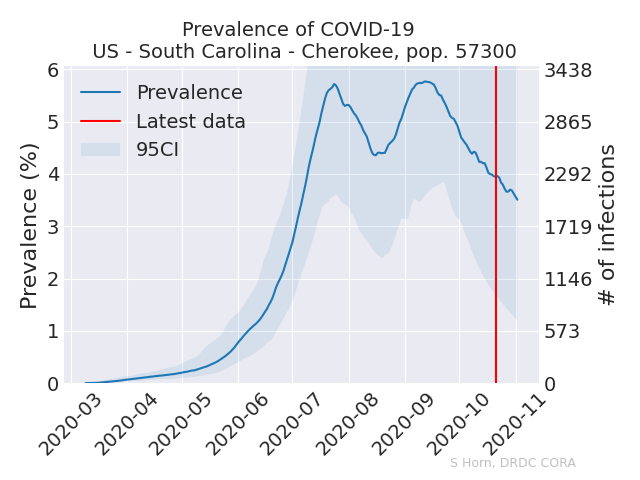 Prevalence of COVID-19
US - South Carolina - Cherokee, pop. 57300
Prevalence
Latest data
95CI
Prevalence (%)
6
5
4
3
2
1
0
3438
2865
2292
1719
1146
573
0
# of infections
2020-03
2020-04
2020-05
2020-06
2020-07
2020-08
2020-09
2020-10
2020-11
S Horn, DRDC CORA